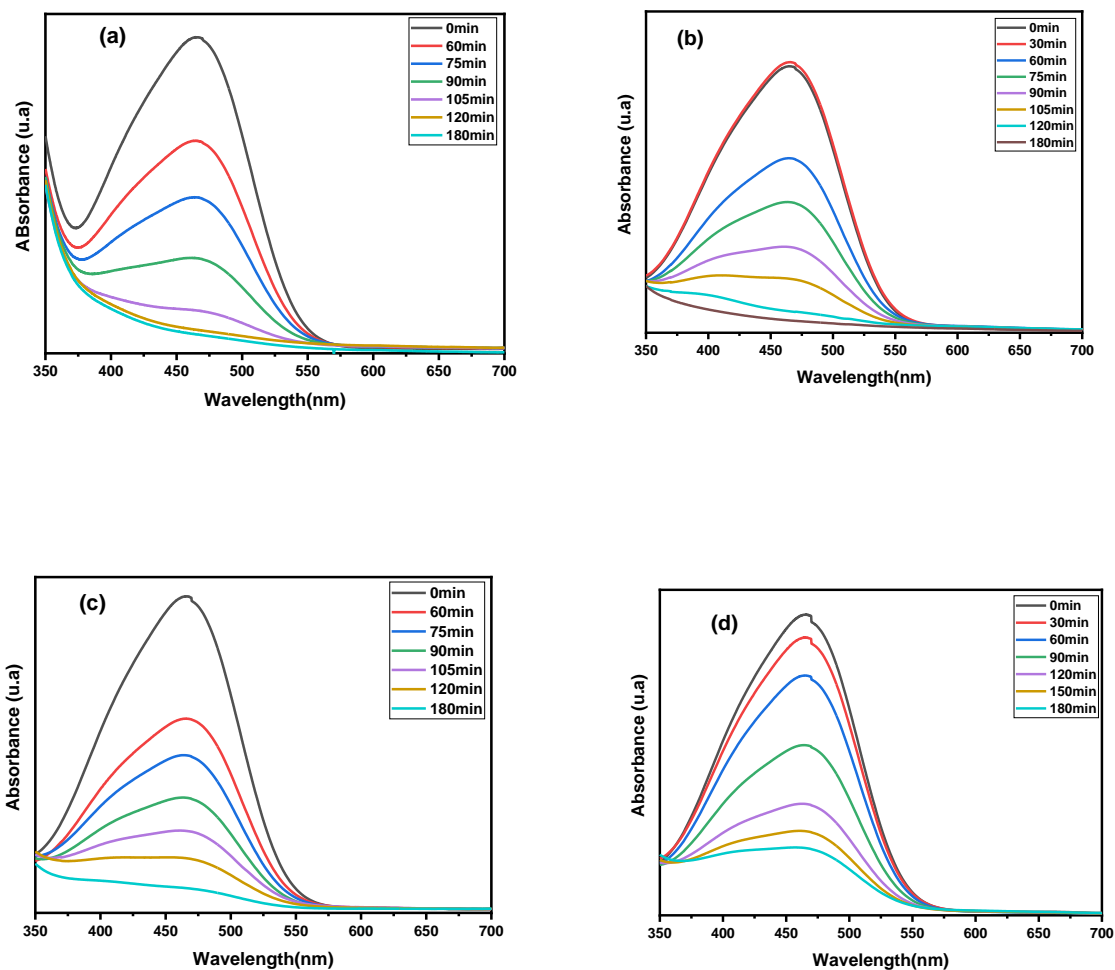 (a)
0min
60min
75min
90min
105min
120min
180min
ABsorbance (u.a)
350 400 450 500 550 600 650 700
Wavelength(nm)
(b)
0min
30min
60min
75min
90min
105min
120min
180min
Absorbance (u.a)
350 400 450 500 550 600 650 700
Wavelength(nm)
(c)
0min
60min
75min
90min
105min
120min
180min
Absorbance (u.a)
350 400 450 500 550 600 650 700
Wavelength(nm)
(d)
0min
30min
60min
90min
120min
150min
180min
Absorbance (u.a)
350 400 450 500 550 600 650 700
Wavelength(nm)